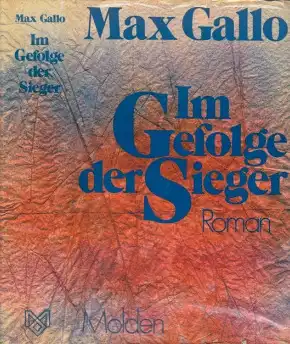 Max Gallo
Im
Gefolge
der
Sieger
Max Gallo
Im
Gefolge
der Sieger
Roman
Molden